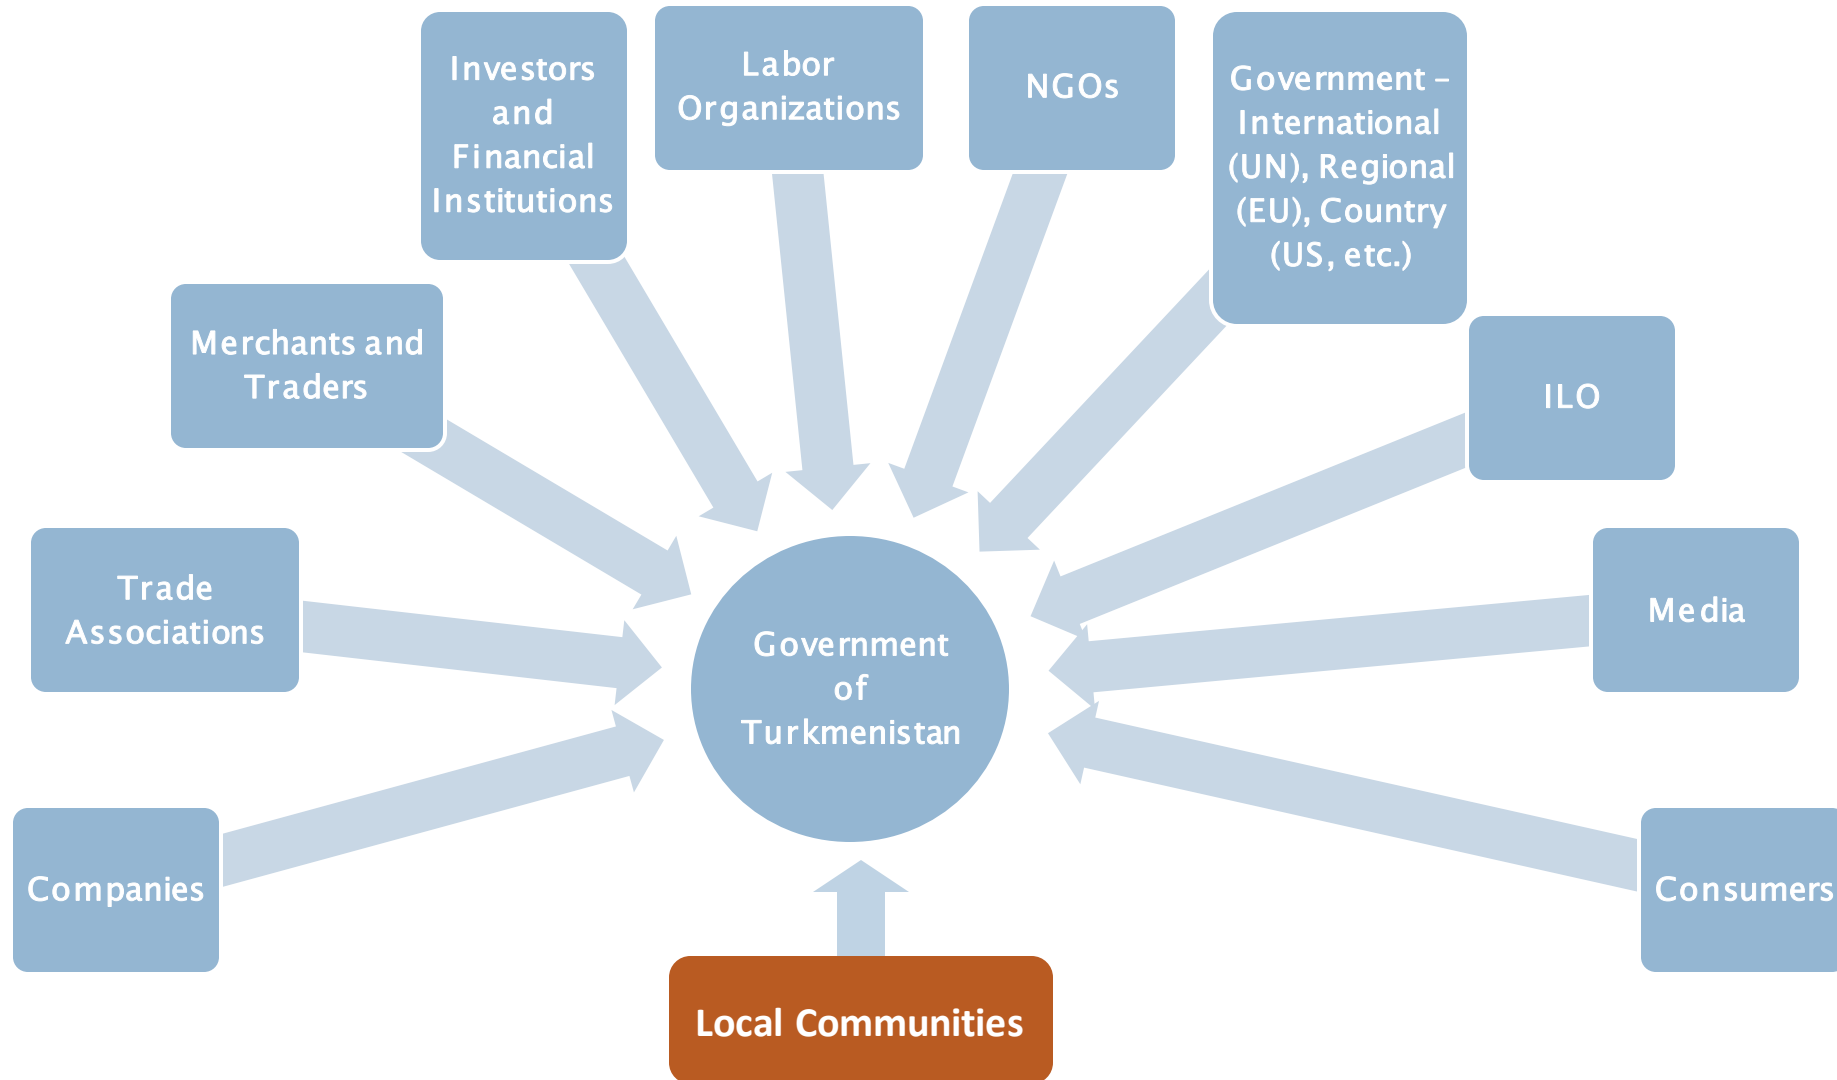 Investors
and
Financial
Institutions
Labor
Organizations
NGOs
Government –
International
(UN), Regional
(EU), Country
(US, etc.)
Merchants and
Traders
ILO
Trade
Associations
Media
Government
of
Turkmenistan
Companies
Consumers
Local Communities